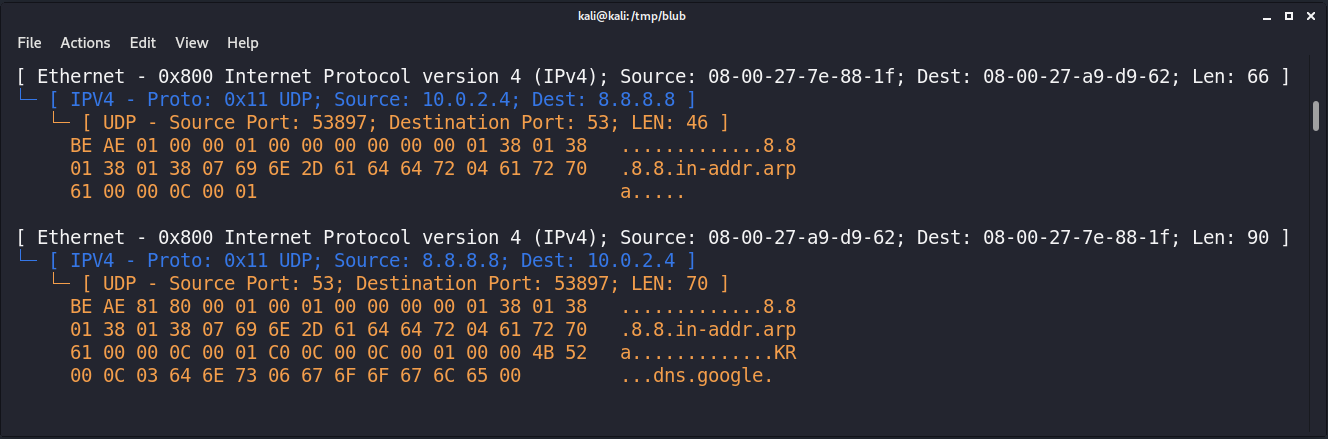 kali@kali: /tmp/blub
File Actions Edit View Help
[ Ethernet - 0x800 Internet Protocol version 4 (IPv4); Source: 08-00-27-7e-88-1f; Dest: 08-00-27-a9-d9-62; Len: 66 ]
└─ [ IPV4 - Proto: 0x11 UDP; Source: 10.0.2.4; Dest: 8.8.8.8 ]
└─ [ UDP - Source Port: 53897; Destination Port: 53; LEN: 46 ]
BE AE 01 00 00 01 00 00 00 00 00 00 01 38 01 38 .............8.8
01 38 01 38 07 69 6E 2D 61 64 64 72 04 61 72 70 .8.8.in-addr.arp
61 00 00 0C 00 01 a.....
[ Ethernet - 0x800 Internet Protocol version 4 (IPv4); Source: 08-00-27-a9-d9-62; Dest: 08-00-27-7e-88-1f; Len: 90 ]
└─ [ IPV4 - Proto: 0x11 UDP; Source: 8.8.8.8; Dest: 10.0.2.4 ]
└─ [ UDP - Source Port: 53; Destination Port: 53897; LEN: 70 ]
BE AE 81 80 00 01 00 01 00 00 00 00 01 38 01 38 .............8.8
01 38 01 38 07 69 6E 2D 61 64 64 72 04 61 72 70 .8.8.in-addr.arp
61 00 00 0C 00 01 C0 0C 00 0C 00 01 00 00 4B 52 a.............KR
00 0C 03 64 6E 73 06 67 6F 6F 67 6C 65 00 ...dns.google.